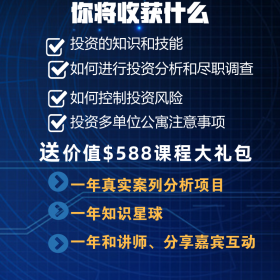 你将收获什么
投资的知识和技能
如何进行投资分析和尽职调查
如何控制投资风险
投资多单位公寓注意事项
送价值$588课程大礼包
一年真实案列分析项目
一年知识星球
一年和讲师、分享嘉宾互动